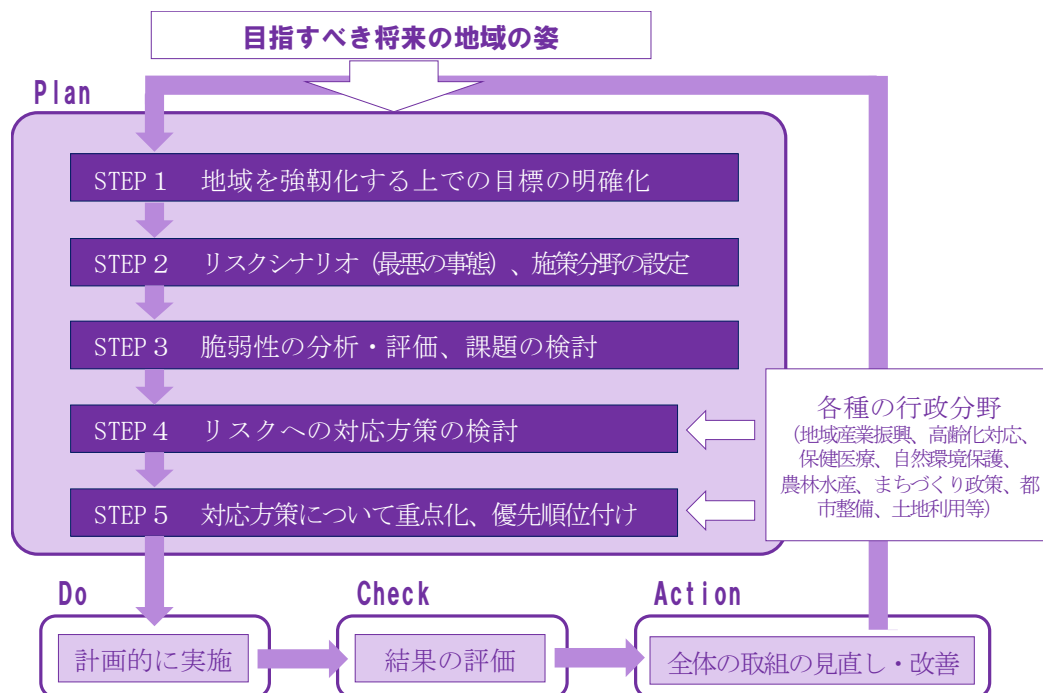 目指すべき将来の地域の姿
Plan
STEP１　地域を強靭化する上での目標の明確化
STEP２　リスクシナリオ（最悪の事態）、施策分野の設定
STEP３　脆弱性の分析・評価、課題の検討
STEP４　リスクへの対応方策の検討
STEP５　対応方策について重点化、優先順位付け
各種の行政分野
（地域産業振興、高齢化対応、
保健医療、自然環境保護、
農林水産、まちづくり政策、都
市整備、土地利用等）
Do
計画的に実施
Check
結果の評価
Action
全体の取組の見直し・改善